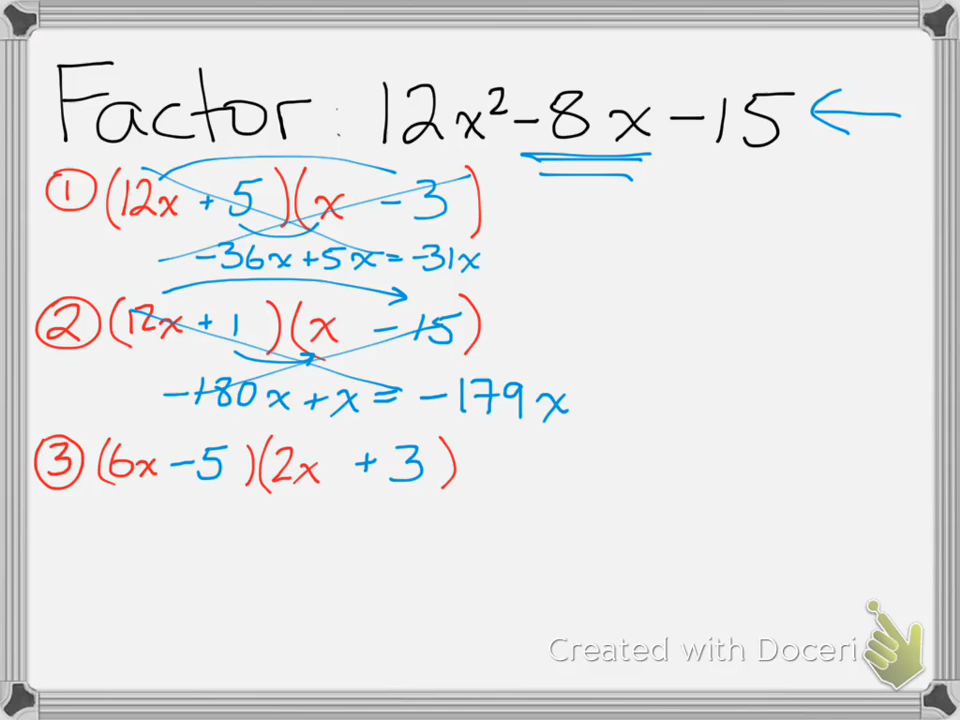 Factor: 12x² -8x -15 ←
① (12x + 5)(x - 3)
-36x + 5x = -31x
② (12x + 1)(x - 15)
-180x + x = -179x
③ (6x - 5)(2x + 3)
Created with Doceri